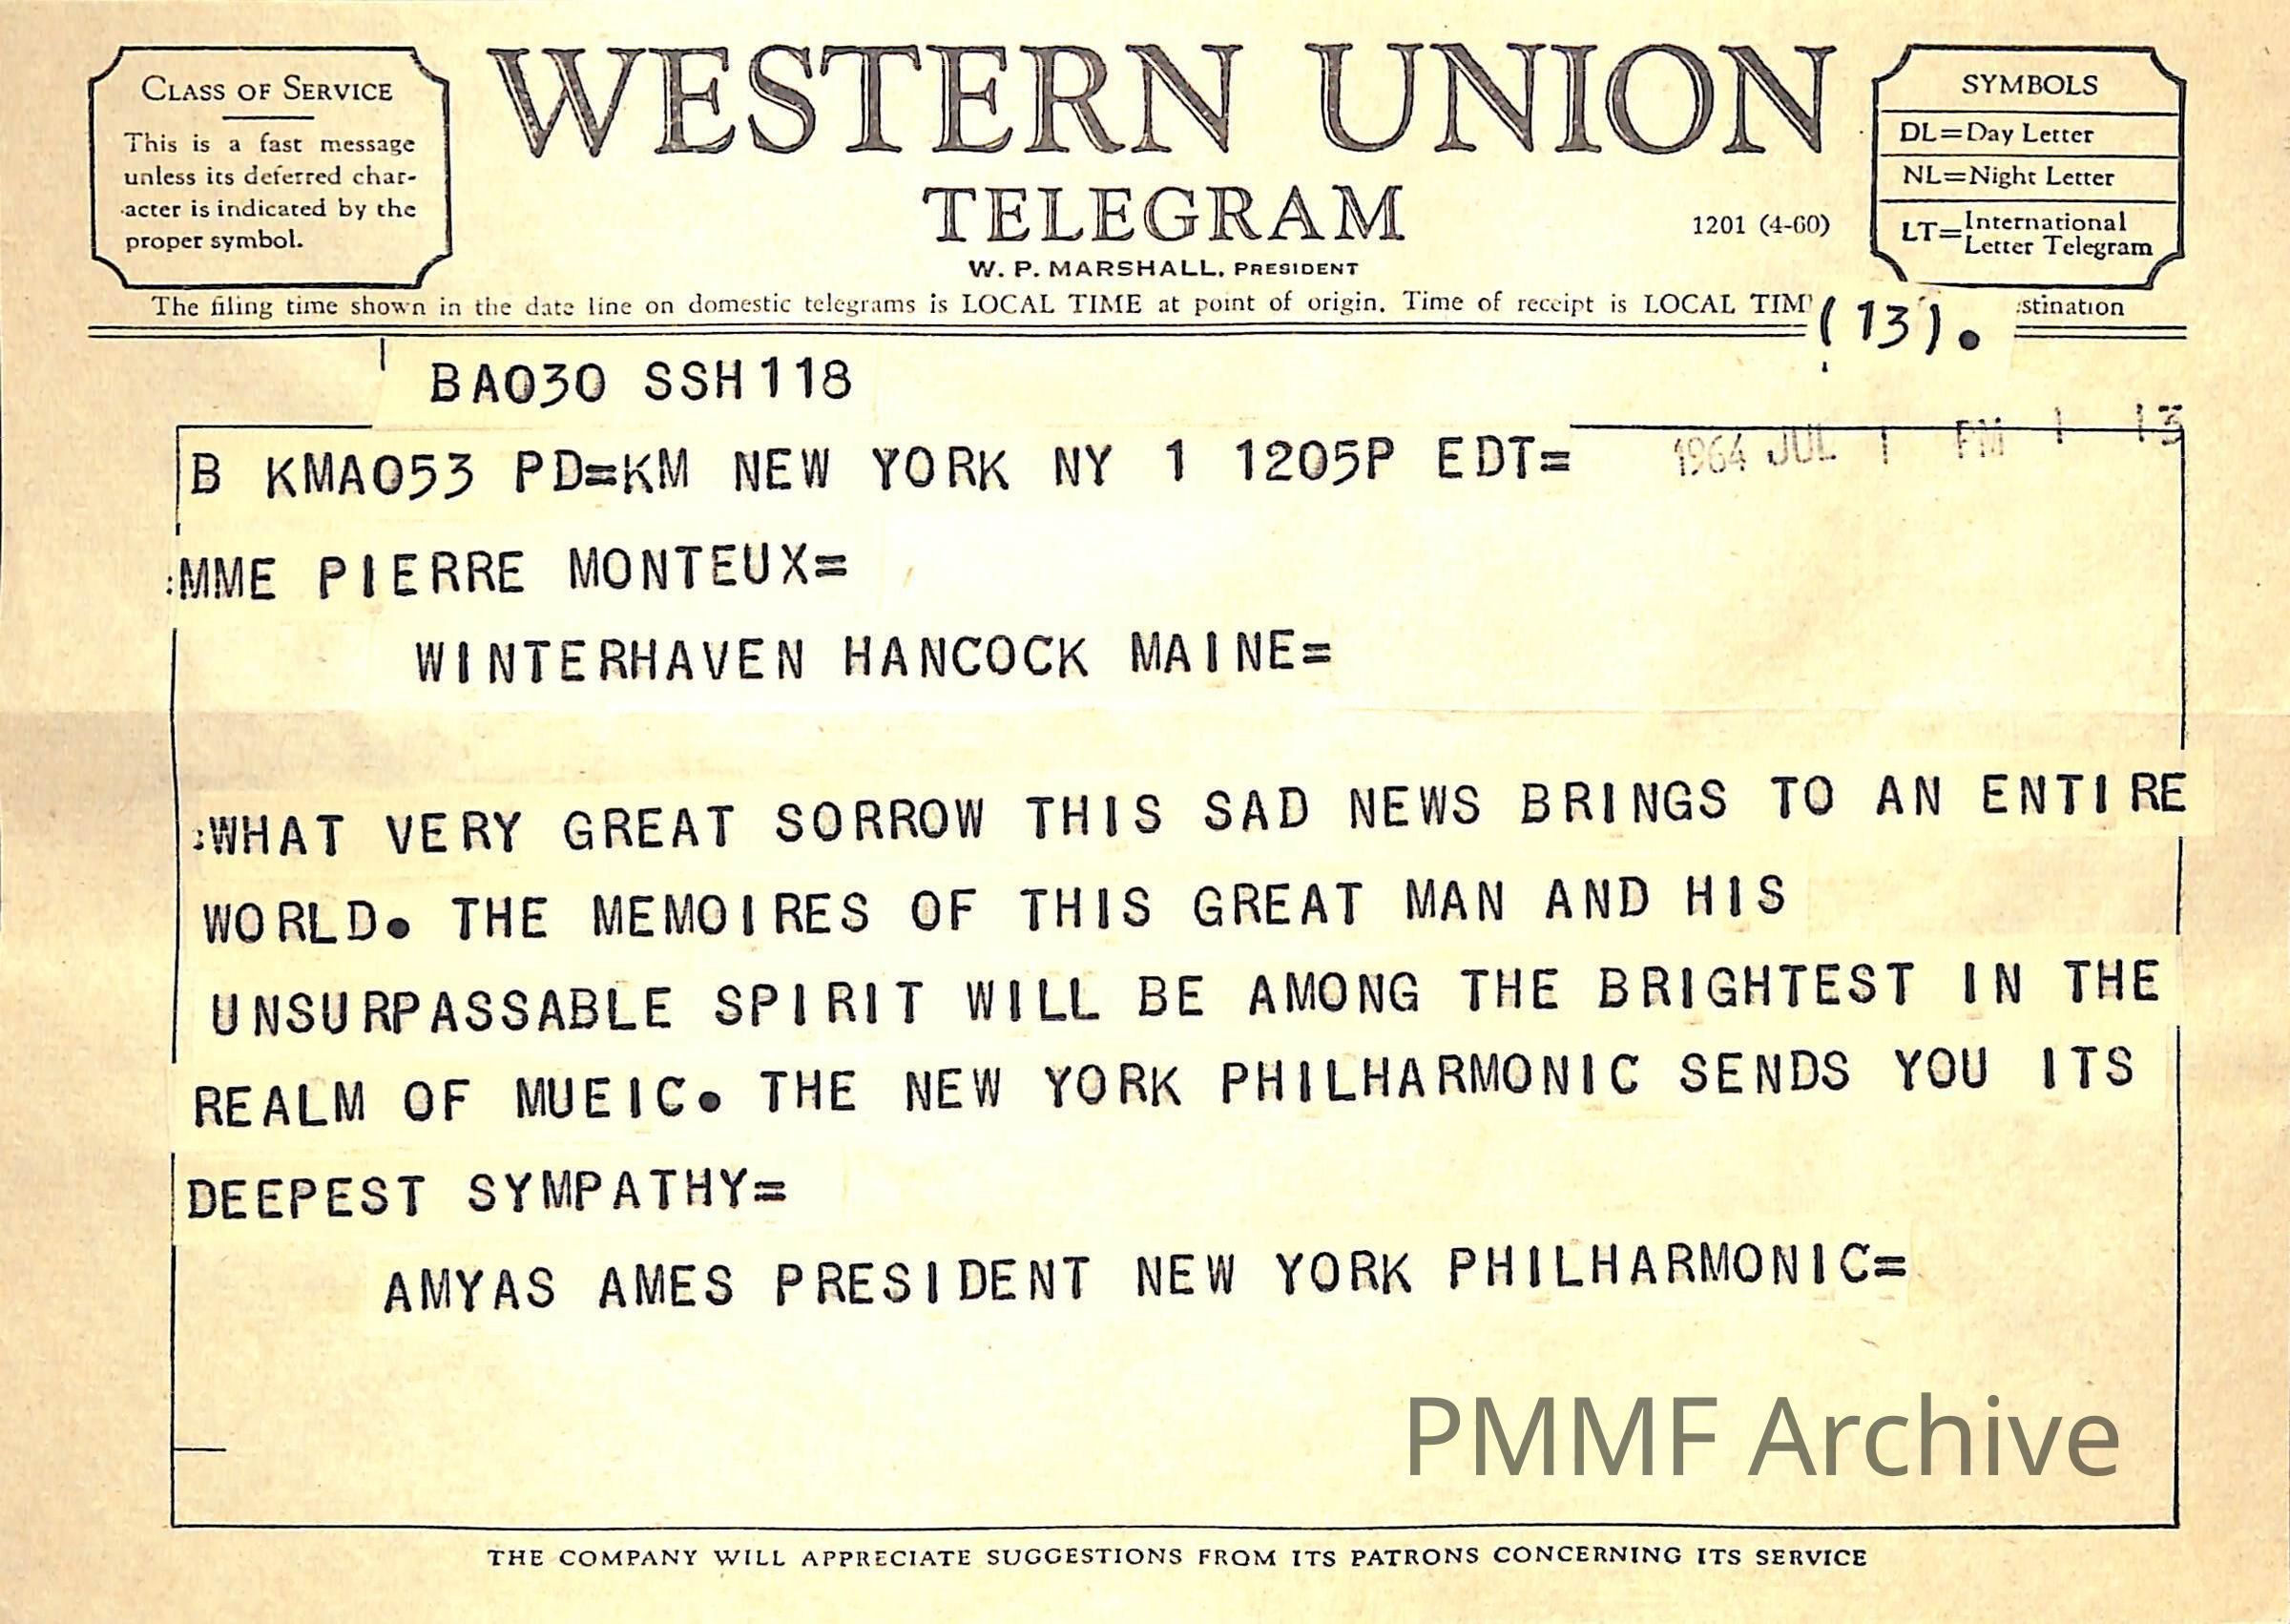 CLASS OF SERVICE
This is a fast message
unless its deferred char-
acter is indicated by the
proper symbol.
WESTERN UNION
TELEGRAM
W. P. MARSHALL, PRESIDENT
1201 (4-60)
SYMBOLS
DL=Day Letter
NL=Night Letter
LT=International Letter Telegram
The filing time shown in the date line on domestic telegrams is LOCAL TIME at point of origin. Time of receipt is LOCAL TIM stination
(13).
BA030 SSH118
1964 JUL 1 PM 1 13
B KMA053 PD=KM NEW YORK NY 1 1205P EDT=
:MME PIERRE MONTEUX=
WINTERHAVEN HANCOCK MAINE=
:WHAT VERY GREAT SORROW THIS SAD NEWS BRINGS TO AN ENTIRE
WORLD. THE MEMOIRES OF THIS GREAT MAN AND HIS
UNSURPASSABLE SPIRIT WILL BE AMONG THE BRIGHTEST IN THE
REALM OF MUEIC. THE NEW YORK PHILHARMONIC SENDS YOU ITS
DEEPEST SYMPATHY=
AMYAS AMES PRESIDENT NEW YORK PHILHARMONIC=
PMMF Archive
THE COMPANY WILL APPRECIATE SUGGESTIONS FROM ITS PATRONS CONCERNING ITS SERVICE